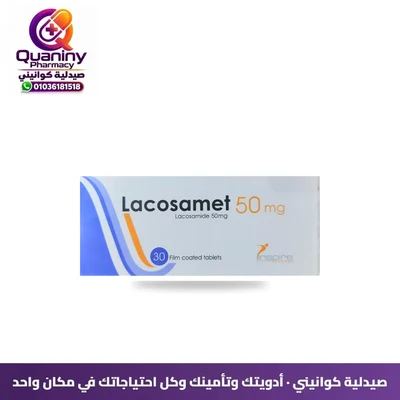 Quaniny
Pharmacy
صيدلية كوانيني
01036181518
Lacosamet 50 mg
Lacosamide 50mg
30 Film coated tablets
صيدلية كوانيني - أدويتك وتأمينك وكل احتياجاتك في مكان واحد